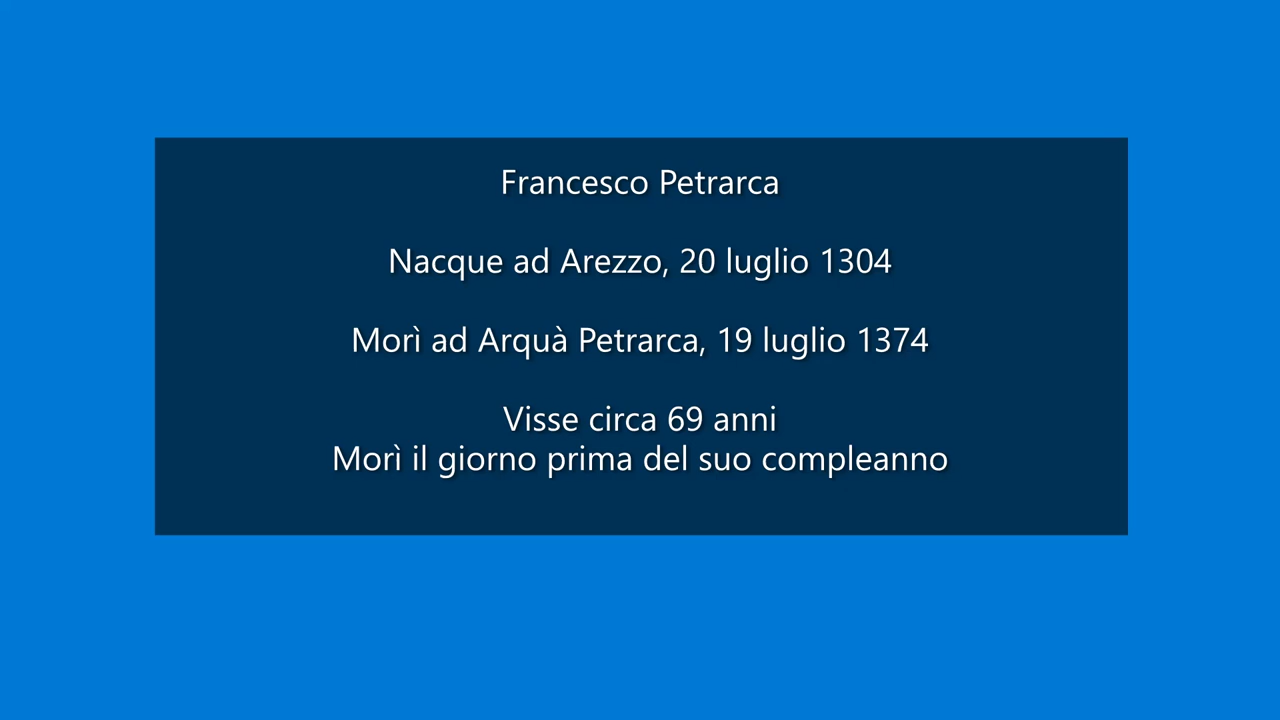 Francesco Petrarca
Nacque ad Arezzo, 20 luglio 1304
Morì ad Arquà Petrarca, 19 luglio 1374
Visse circa 69 anni
Morì il giorno prima del suo compleanno